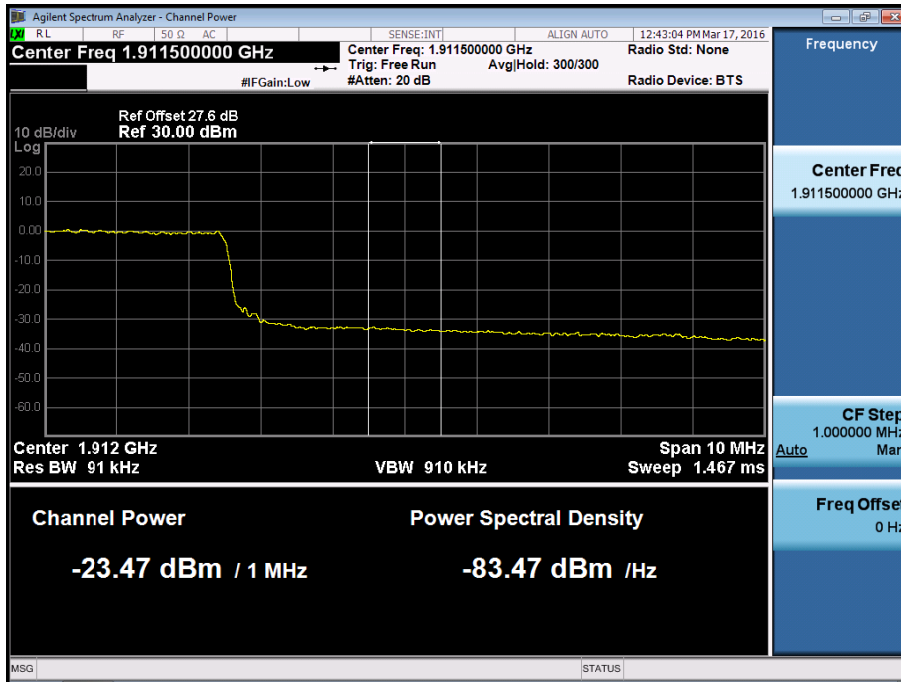 Agilent Spectrum Analyzer - Channel Power
LXI RL RF 50 Ω AC SENSE:INT ALIGN AUTO 12:43:04 PM Mar 17, 2016
Center Freq 1.911500000 GHz
Center Freq: 1.911500000 GHz Radio Std: None
Trig: Free Run Avg|Hold: 300/300
#IFGain:Low #Atten: 20 dB Radio Device: BTS
Ref Offset 27.6 dB
10 dB/div Ref 30.00 dBm
Log
20.0
10.0
0.00
-10.0
-20.0
-30.0
-40.0
-50.0
-60.0
Center 1.912 GHz Span 10 MHz
Res BW 91 kHz VBW 910 kHz Sweep 1.467 ms
Channel Power Power Spectral Density
-23.47 dBm / 1 MHz -83.47 dBm /Hz
MSG STATUS
Frequency
Center Freq
1.911500000 GHz
CF Step
1.000000 MHz
Auto Man
Freq Offset
0 Hz